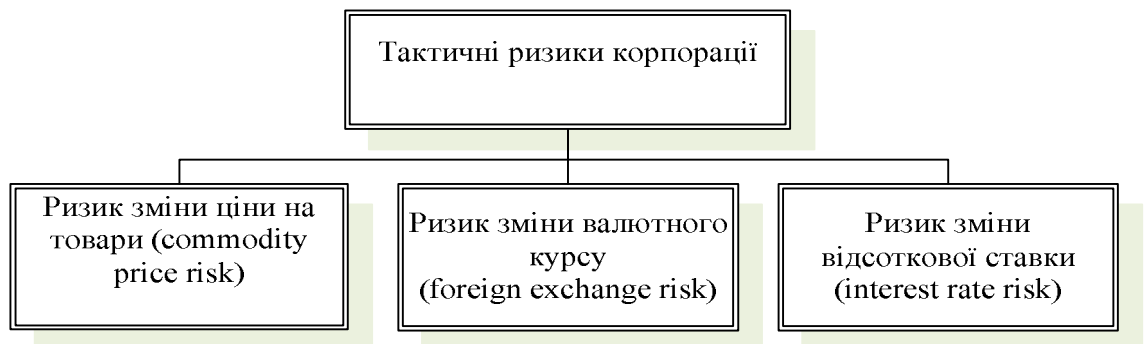 Тактичні ризики корпорації
Ризик зміни ціни на
товари (commodity
price risk)
Ризик зміни валютного
курсу
(foreign exchange risk)
Ризик зміни
відсоткової ставки
(interest rate risk)